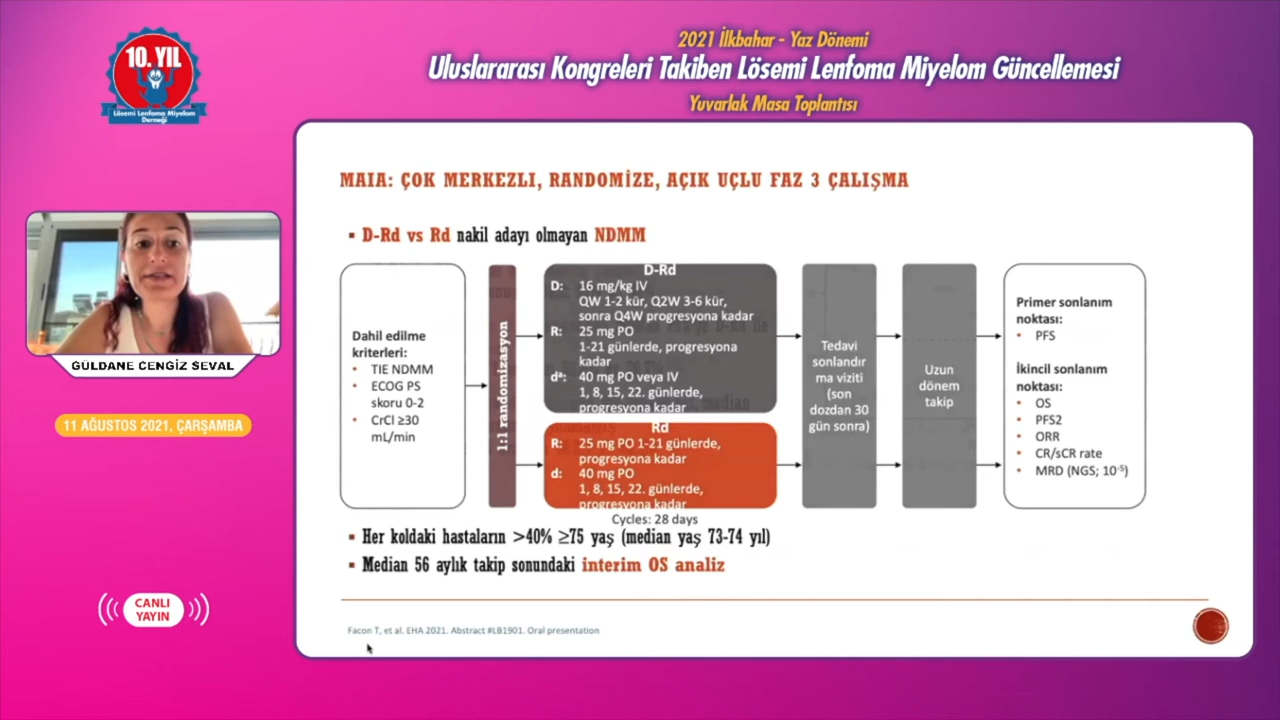 10. YIL
Lösemi Lenfoma Miyelom
Derneği
2021 İlkbahar - Yaz Dönemi
Uluslararası Kongreleri Takiben Lösemi Lenfoma Miyelom Güncellemesi
Yuvarlak Masa Toplantısı
GÜLDANE CENGİZ SEVAL
11 AĞUSTOS 2021, ÇARŞAMBA
CANLI
YAYIN
MAIA: ÇOK MERKEZLI, RANDOMİZE, AÇIK UÇLU FAZ 3 ÇALIŞMA
▪ D-Rd vs Rd nakil adayı olmayan NDMM
Dahil edilme
kriterleri:
• TIE NDMM
• ECOG PS
skoru 0-2
• CrCl ≥30
mL/min
1:1 randomizasyon
D-Rd
D: 16 mg/kg IV
QW 1-2 kür, Q2W 3-6 kür,
sonra Q4W progresyona kadar
R: 25 mg PO
1-21 günlerde, progresyona
kadar
dᵃ: 40 mg PO veya IV
1, 8, 15, 22. günlerde,
progresyona kadar
Rd
R: 25 mg PO 1-21 günlerde,
progresyona kadar
d: 40 mg PO
1, 8, 15, 22. günlerde,
progresyona kadar
Cycles: 28 days
Tedavi
sonlandır
ma viziti
(son
dozdan 30
gün sonra)
Uzun
dönem
takip
Primer sonlanım
noktası:
• PFS
İkincil sonlanım
noktası:
• OS
• PFS2
• ORR
• CR/sCR rate
• MRD (NGS; 10⁻⁵)
▪ Her koldaki hastaların >40% ≥75 yaş (median yaş 73-74 yıl)
▪ Median 56 aylık takip sonundaki interim OS analiz
Facon T, et al. EHA 2021. Abstract #LB1901. Oral presentation